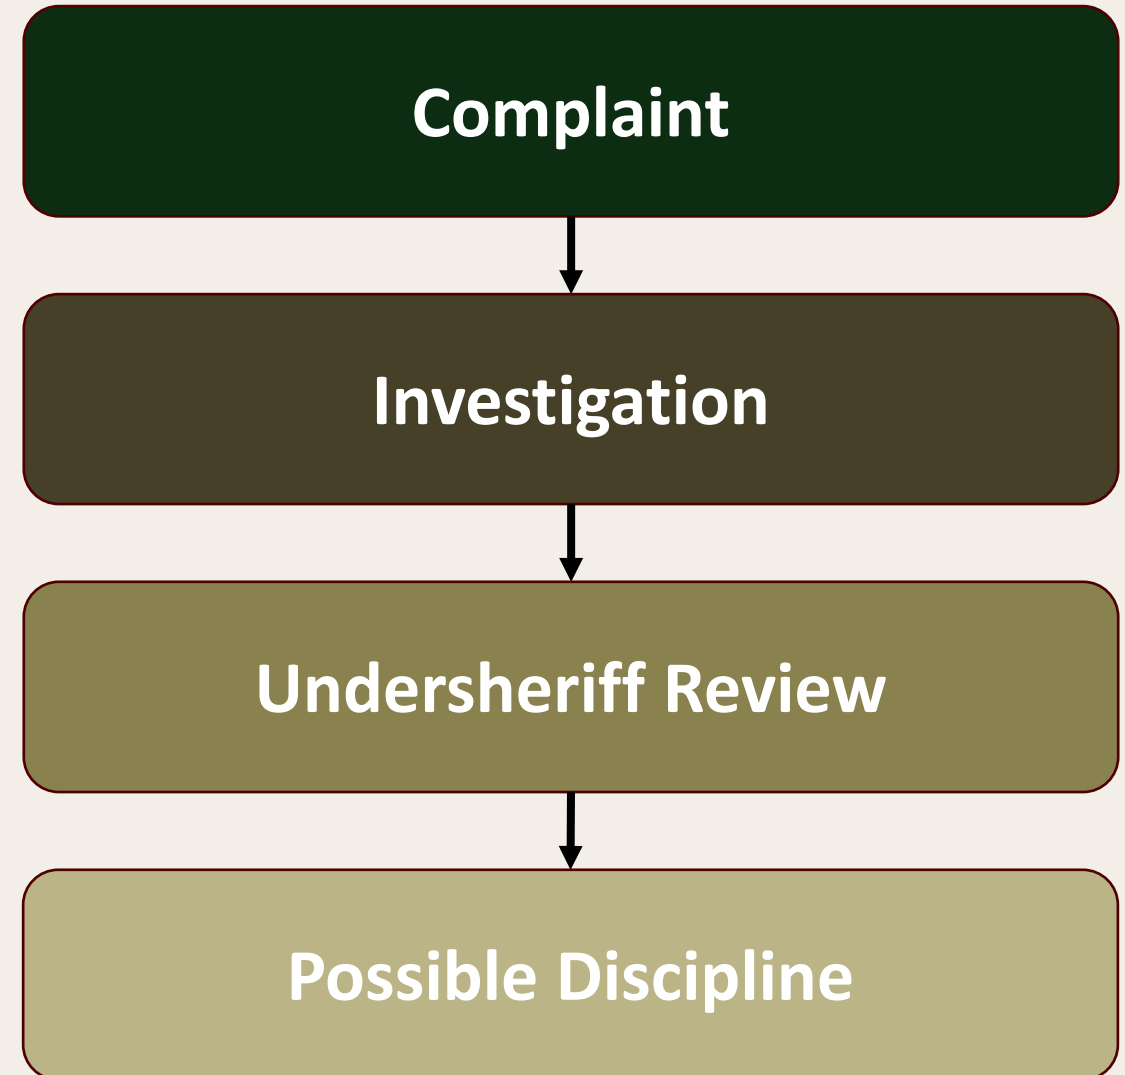 Complaint
Investigation
Undersheriff Review
Possible Discipline